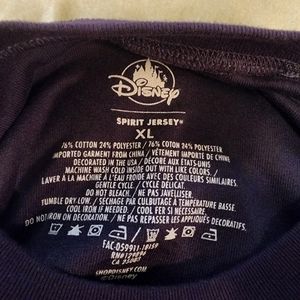 Disney
SPIRIT JERSEY®
XL
76% COTTON 24% POLYESTER
76% COTON 24% POLYESTER
IMPORTED GARMENT FROM CHINA / VÊTEMENT IMPORTÉ DE CHINE
DECORATED IN THE USA / DÉCORÉ AUX ÉTATS-UNIS
MACHINE WASH COLD INSIDE OUT WITH LIKE COLORS. /
LAVER À LA MACHINE À L'EAU FROIDE AVEC DES COULEURS SIMILAIRES.
GENTLE CYCLE. / CYCLE DÉLICAT.
DO NOT BLEACH. / NE PAS JAVELLISER.
TUMBLE DRY LOW. / SÉCHAGE PAR CULBUTAGE À TEMPÉRATURE BASSE.
COOL IRON IF NEEDED. / COOL FER SI NÉCESSAIRE.
DO NOT IRON ON DECORATION. / NE PAS REPASSER LES APPLIQUÉS DÉCORATIFS.
CA 25003
SHOPDISNEY.COM
©Disney